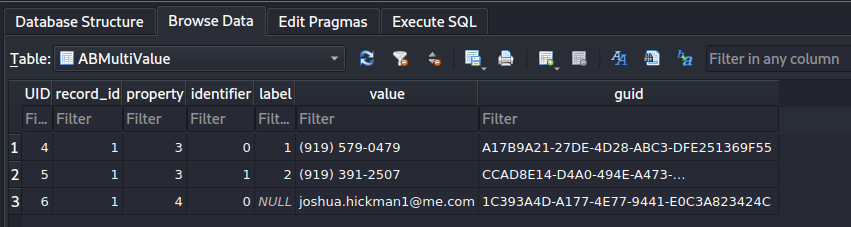 Database Structure Browse Data Edit Pragmas Execute SQL
Table: ABMultiValue Filter in any column
UID record_id property identifier label value guid
Fi... Filter Filter Filter Filt... Filter Filter
1 4 1 3 0 1 (919) 579-0479 A17B9A21-27DE-4D28-ABC3-DFE251369F55
2 5 1 3 1 2 (919) 391-2507 CCAD8E14-D4A0-494E-A473-...
3 6 1 4 0 NULL joshua.hickman1@me.com 1C393A4D-A177-4E77-9441-E0C3A823424C